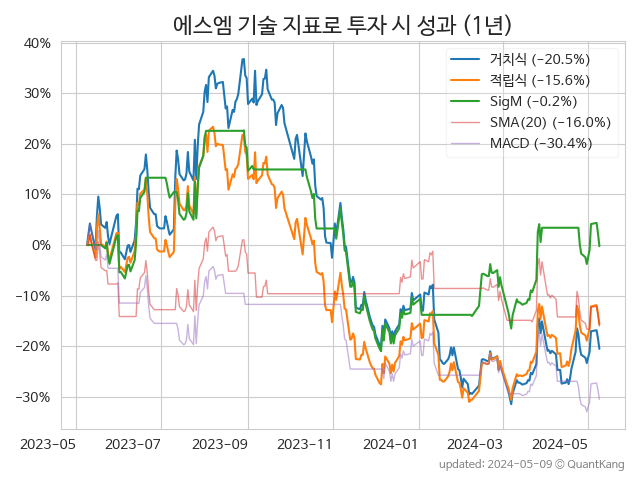 에스엠 기술 지표로 투자 시 성과 (1년)
40%
30%
20%
10%
0%
−10%
−20%
−30%
거치식 (−20.5%)
적립식 (−15.6%)
SigM (−0.2%)
SMA(20) (−16.0%)
MACD (−30.4%)
2023-05 2023-07 2023-09 2023-11 2024-01 2024-03 2024-05
updated: 2024-05-09 ⓒ QuantKang